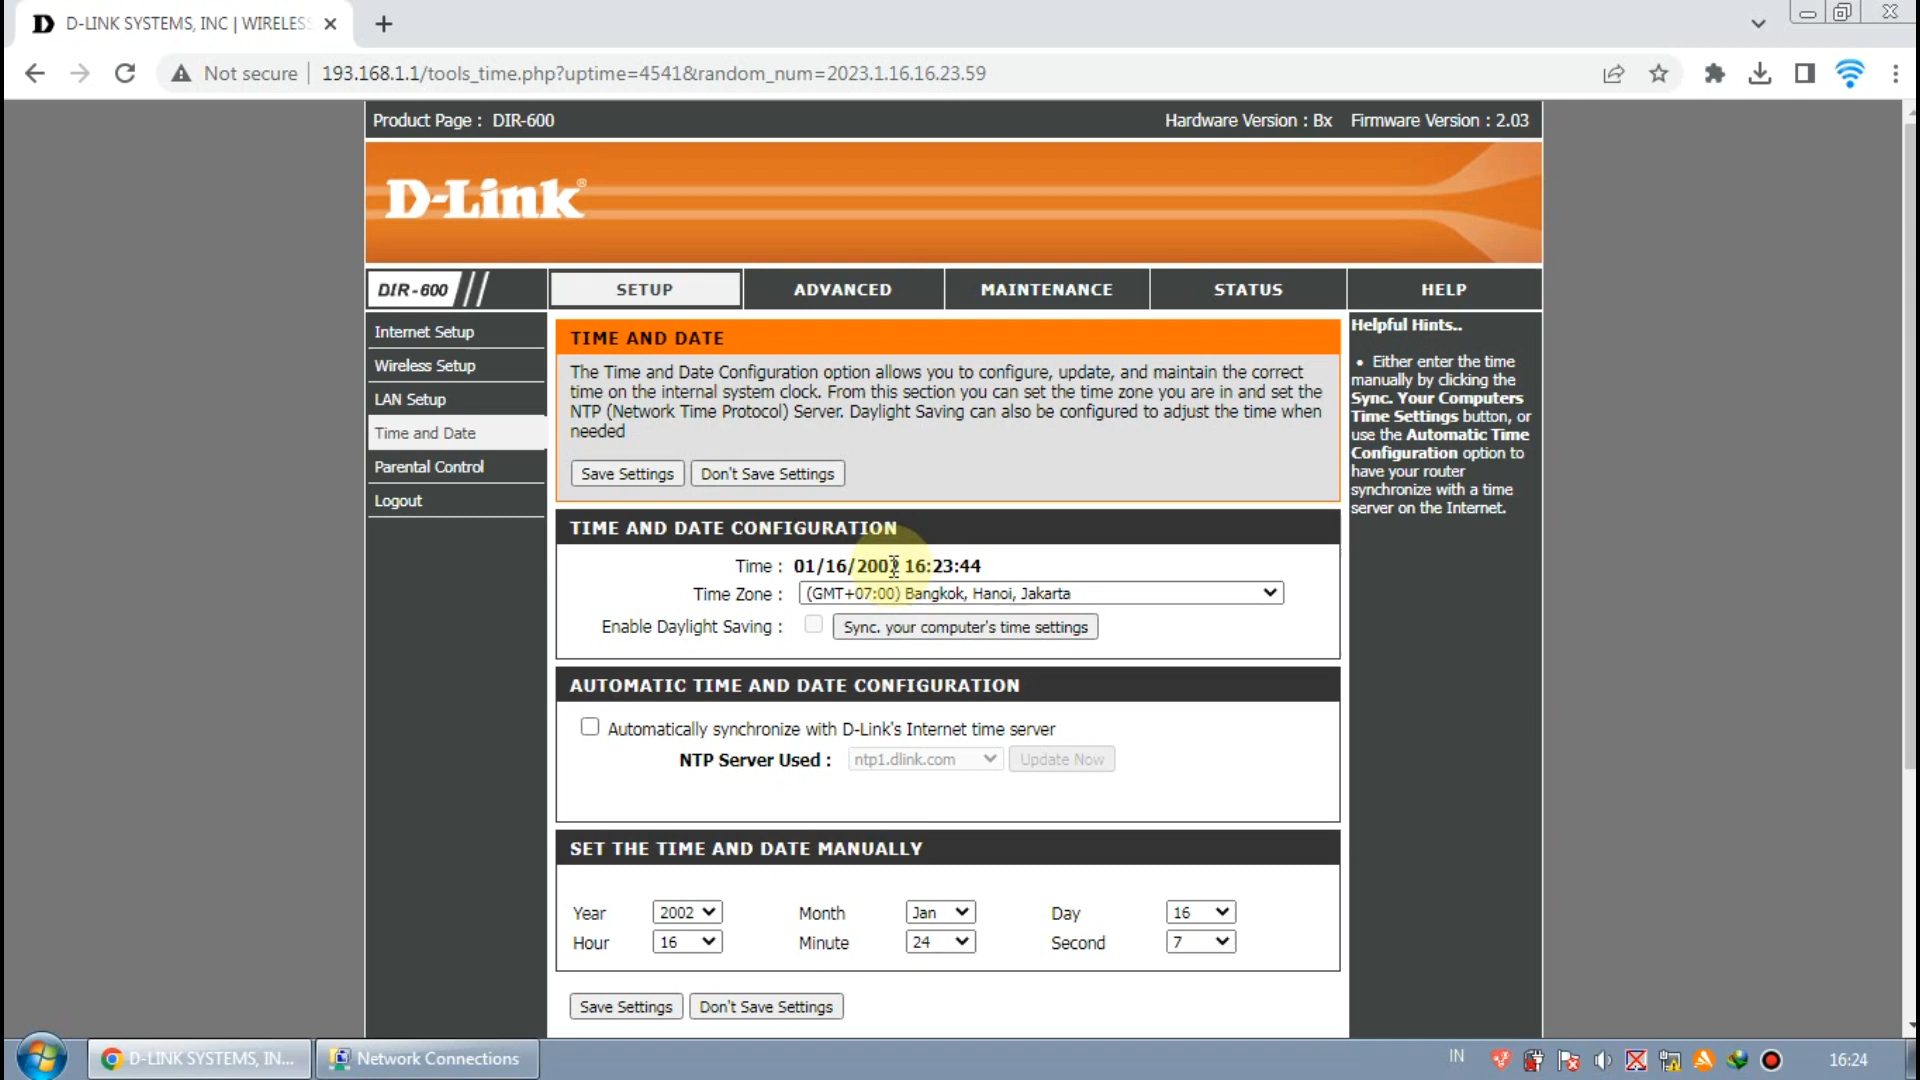 D-LINK SYSTEMS, INC | WIRELESS
Not secure
193.168.1.1/tools_time.php?uptime=4541&random_num=2023.1.16.16.23.59
Product Page : DIR-600
Hardware Version : Bx
Firmware Version : 2.03
D-Link®
DIR-600
SETUP
ADVANCED
MAINTENANCE
STATUS
HELP
Internet Setup
Wireless Setup
LAN Setup
Time and Date
Parental Control
Logout
TIME AND DATE
The Time and Date Configuration option allows you to configure, update, and maintain the correct
time on the internal system clock. From this section you can set the time zone you are in and set the
NTP (Network Time Protocol) Server. Daylight Saving can also be configured to adjust the time when
needed
Save Settings
Don't Save Settings
TIME AND DATE CONFIGURATION
Time : 01/16/2002 16:23:44
Time Zone : (GMT+07:00) Bangkok, Hanoi, Jakarta
Enable Daylight Saving : Sync. your computer's time settings
AUTOMATIC TIME AND DATE CONFIGURATION
Automatically synchronize with D-Link's Internet time server
NTP Server Used : ntp1.dlink.com Update Now
SET THE TIME AND DATE MANUALLY
Year 2002 Month Jan Day 16
Hour 16 Minute 24 Second 7
Save Settings
Don't Save Settings
Helpful Hints..
• Either enter the time
manually by clicking the
Sync. Your Computers
Time Settings button, or
use the Automatic Time
Configuration option to
have your router
synchronize with a time
server on the Internet.
D-LINK SYSTEMS, IN...
Network Connections
IN
16:24